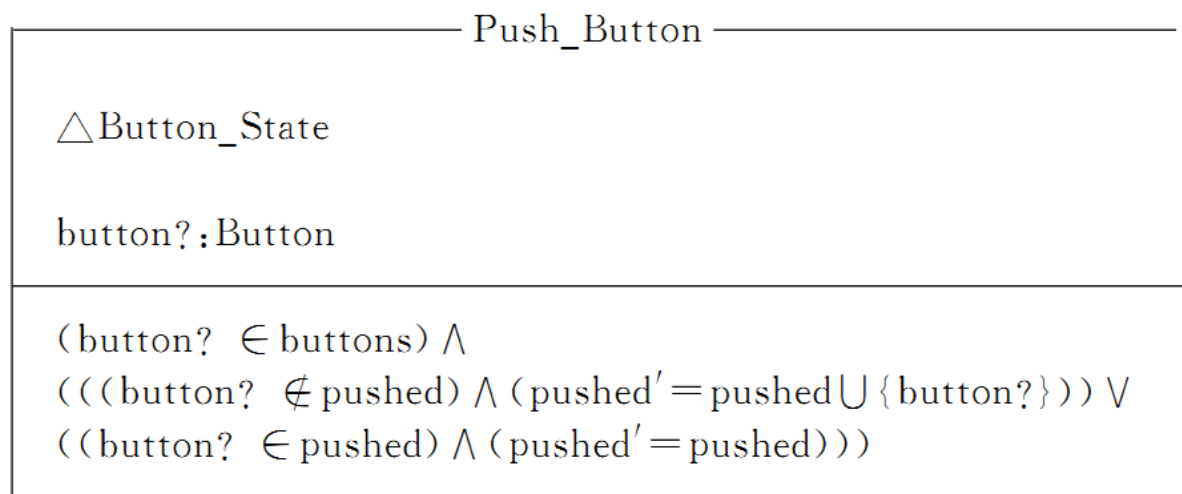 Push_Button
△Button_State
button?:Button
(button? ∈buttons)∧
(((button? ∉pushed)∧(pushed′=pushed∪{button?}))∨
((button? ∈pushed)∧(pushed′=pushed)))